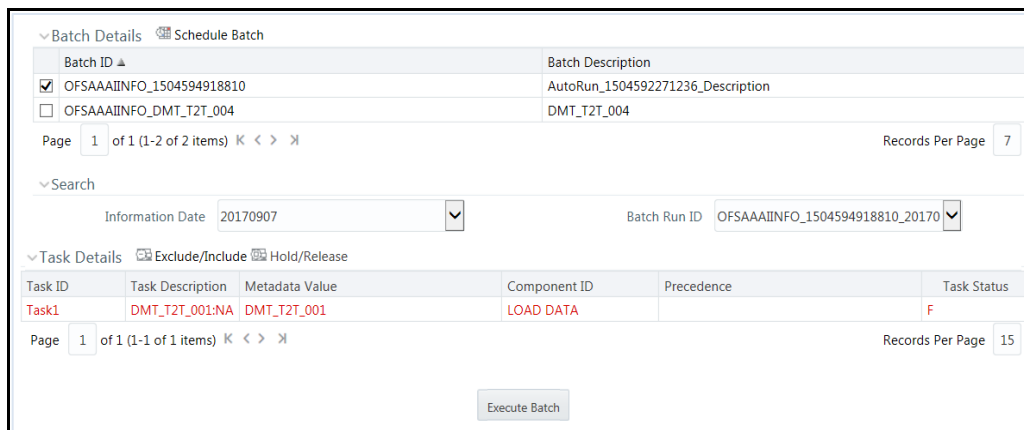 Batch Details Schedule Batch
Batch ID Batch Description
OFSAAAIINFO_1504594918810 AutoRun_1504592271236_Description
OFSAAAIINFO_DMT_T2T_004 DMT_T2T_004
Page 1 of 1 (1-2 of 2 items) Records Per Page 7
Search
Information Date 20170907 Batch Run ID OFSAAAIINFO_1504594918810_20170
Task Details Exclude/Include Hold/Release
Task ID Task Description Metadata Value Component ID Precedence Task Status
Task1 DMT_T2T_001:NA DMT_T2T_001 LOAD DATA F
Page 1 of 1 (1-1 of 1 items) Records Per Page 15
Execute Batch